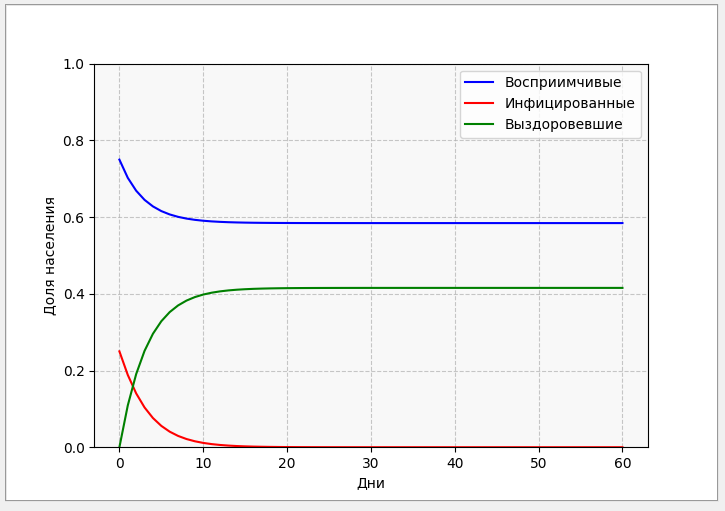 1.0
0.8
0.6
0.4
0.2
0.0
Доля населения
Восприимчивые
Инфицированные
Выздоровевшие
0 10 20 30 40 50 60
Дни